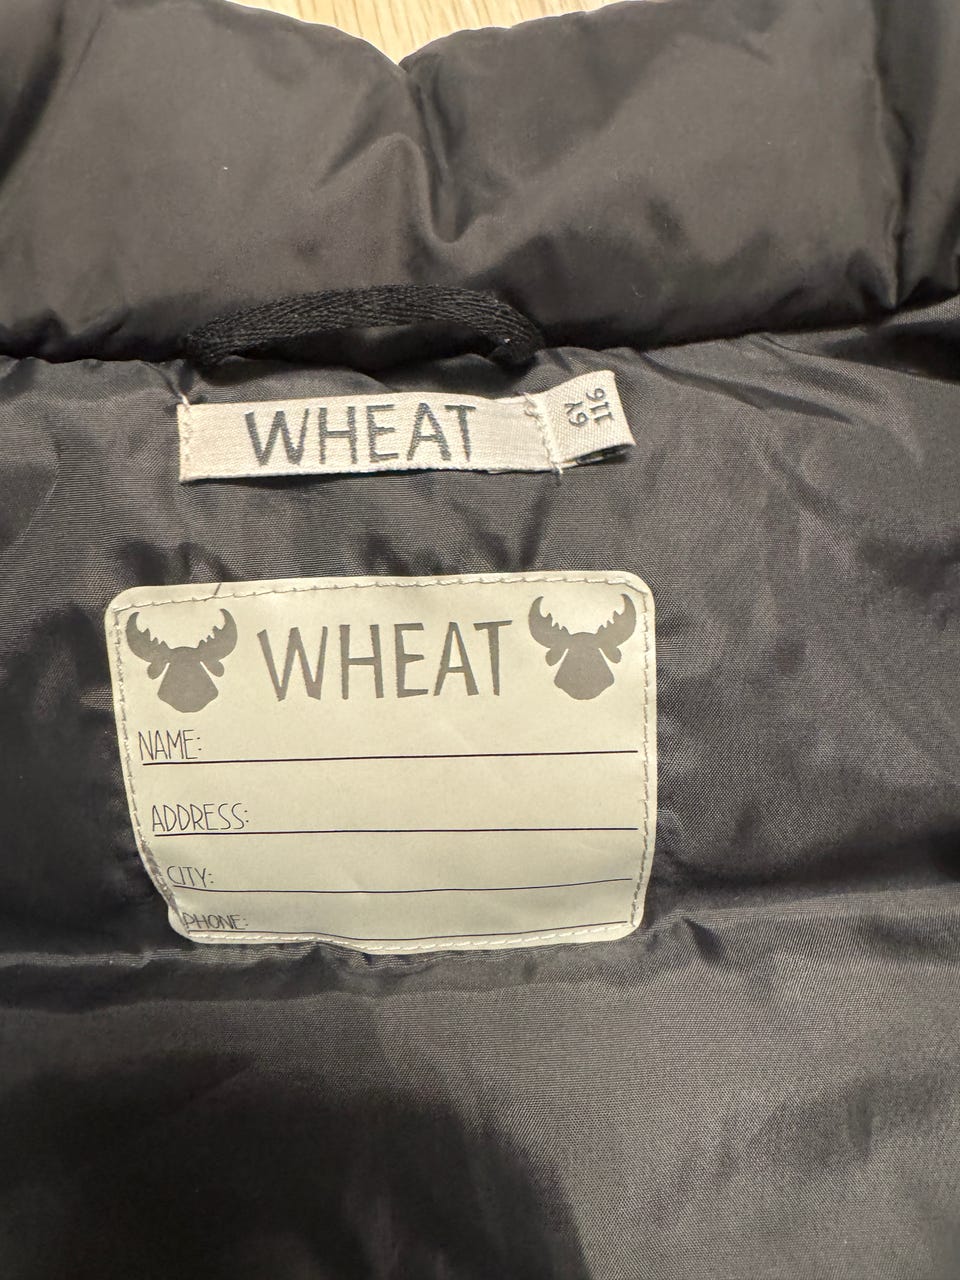 WHEAT
6Y
116
WHEAT
NAME:
ADDRESS:
CITY:
PHONE: